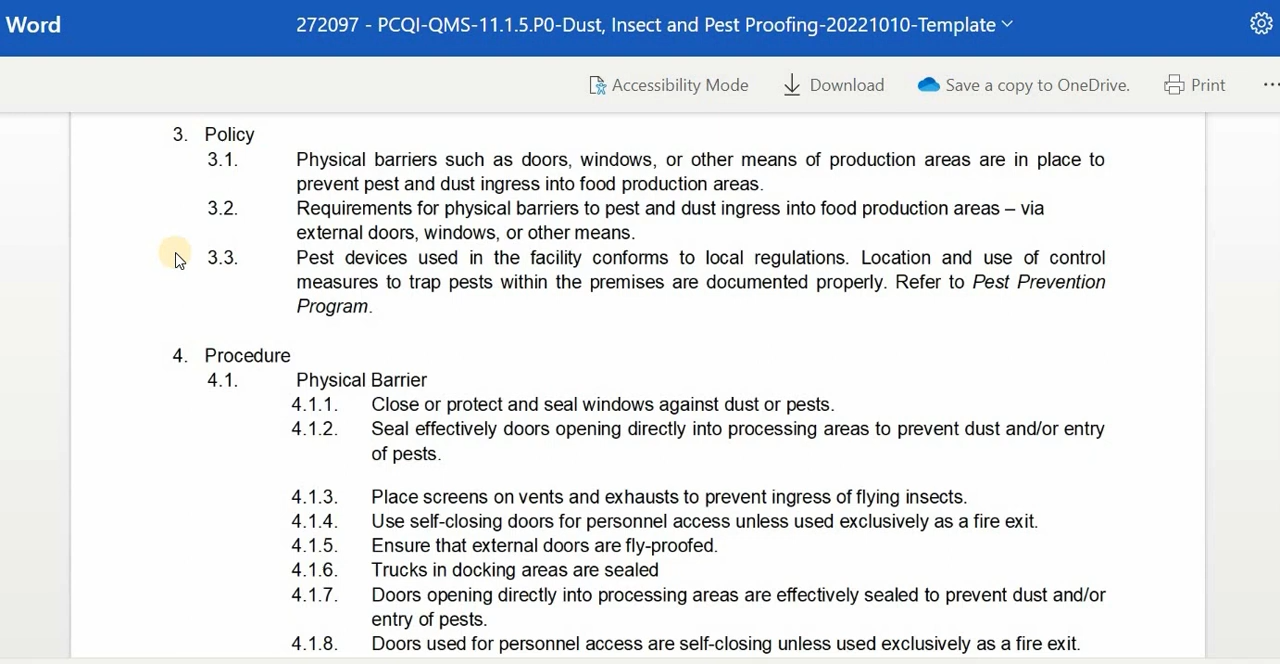 Word
272097 - PCQI-QMS-11.1.5.P0-Dust, Insect and Pest Proofing-20221010-Template
Accessibility Mode Download Save a copy to OneDrive. Print ...
3. Policy
3.1. Physical barriers such as doors, windows, or other means of production areas are in place to
prevent pest and dust ingress into food production areas.
3.2. Requirements for physical barriers to pest and dust ingress into food production areas – via
external doors, windows, or other means.
3.3. Pest devices used in the facility conforms to local regulations. Location and use of control
measures to trap pests within the premises are documented properly. Refer to Pest Prevention
Program.
4. Procedure
4.1. Physical Barrier
4.1.1. Close or protect and seal windows against dust or pests.
4.1.2. Seal effectively doors opening directly into processing areas to prevent dust and/or entry
of pests.
4.1.3. Place screens on vents and exhausts to prevent ingress of flying insects.
4.1.4. Use self-closing doors for personnel access unless used exclusively as a fire exit.
4.1.5. Ensure that external doors are fly-proofed.
4.1.6. Trucks in docking areas are sealed
4.1.7. Doors opening directly into processing areas are effectively sealed to prevent dust and/or
entry of pests.
4.1.8. Doors used for personnel access are self-closing unless used exclusively as a fire exit.